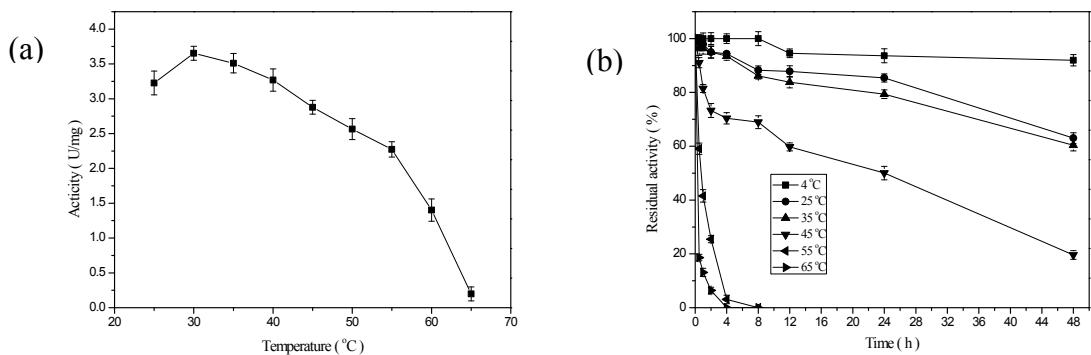 (a)
4.0
3.5
3.0
2.5
2.0
1.5
1.0
0.5
0.0
Acticity ( U/mg )
20 30 40 50 60 70
Temperature ( °C )
(b)
100
80
60
40
20
0
Residual activity ( % )
4 °C
25 °C
35 °C
45 °C
55 °C
65 °C
0 4 8 12 16 20 24 28 32 36 40 44 48
Time ( h )